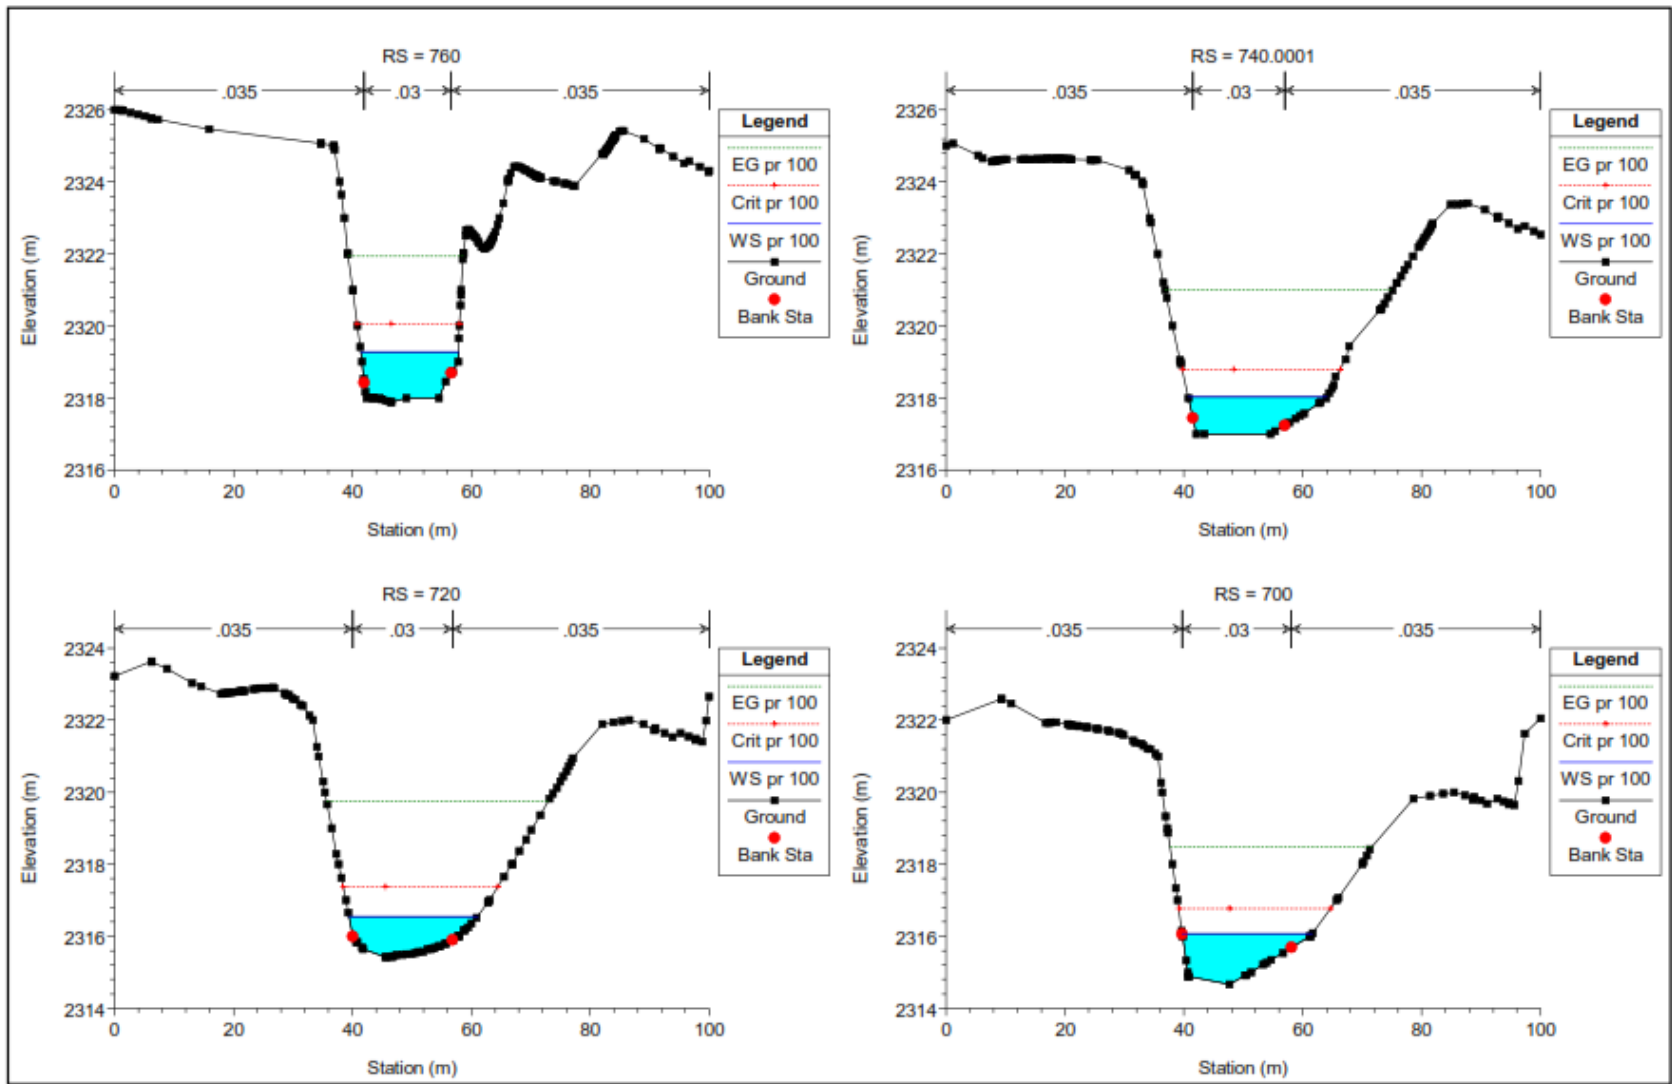 RS = 760
.035 .03 .035
2326
2324
2322
2320
2318
2316
Elevation (m)
0 20 40 60 80 100
Station (m)
Legend
EG pr 100
Crit pr 100
WS pr 100
Ground
Bank Sta
RS = 740.0001
.035 .03 .035
2326
2324
2322
2320
2318
2316
Elevation (m)
0 20 40 60 80 100
Station (m)
Legend
EG pr 100
Crit pr 100
WS pr 100
Ground
Bank Sta
RS = 720
.035 .03 .035
2324
2322
2320
2318
2316
2314
Elevation (m)
0 20 40 60 80 100
Station (m)
Legend
EG pr 100
Crit pr 100
WS pr 100
Ground
Bank Sta
RS = 700
.035 .03 .035
2324
2322
2320
2318
2316
2314
Elevation (m)
0 20 40 60 80 100
Station (m)
Legend
EG pr 100
Crit pr 100
WS pr 100
Ground
Bank Sta